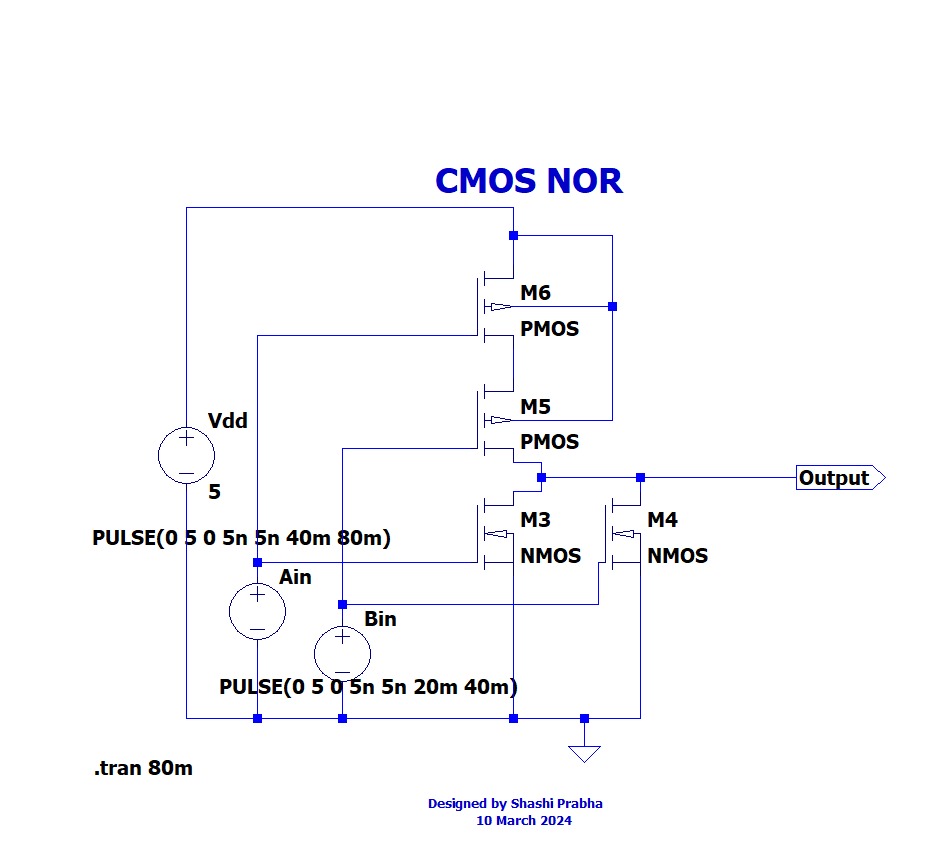 CMOS NOR
M6
PMOS
M5
PMOS
Vdd
5
Output
M3
NMOS
M4
NMOS
PULSE(0 5 0 5n 5n 40m 80m)
Ain
Bin
PULSE(0 5 0 5n 5n 20m 40m)
.tran 80m
Designed by Shashi Prabha
10 March 2024